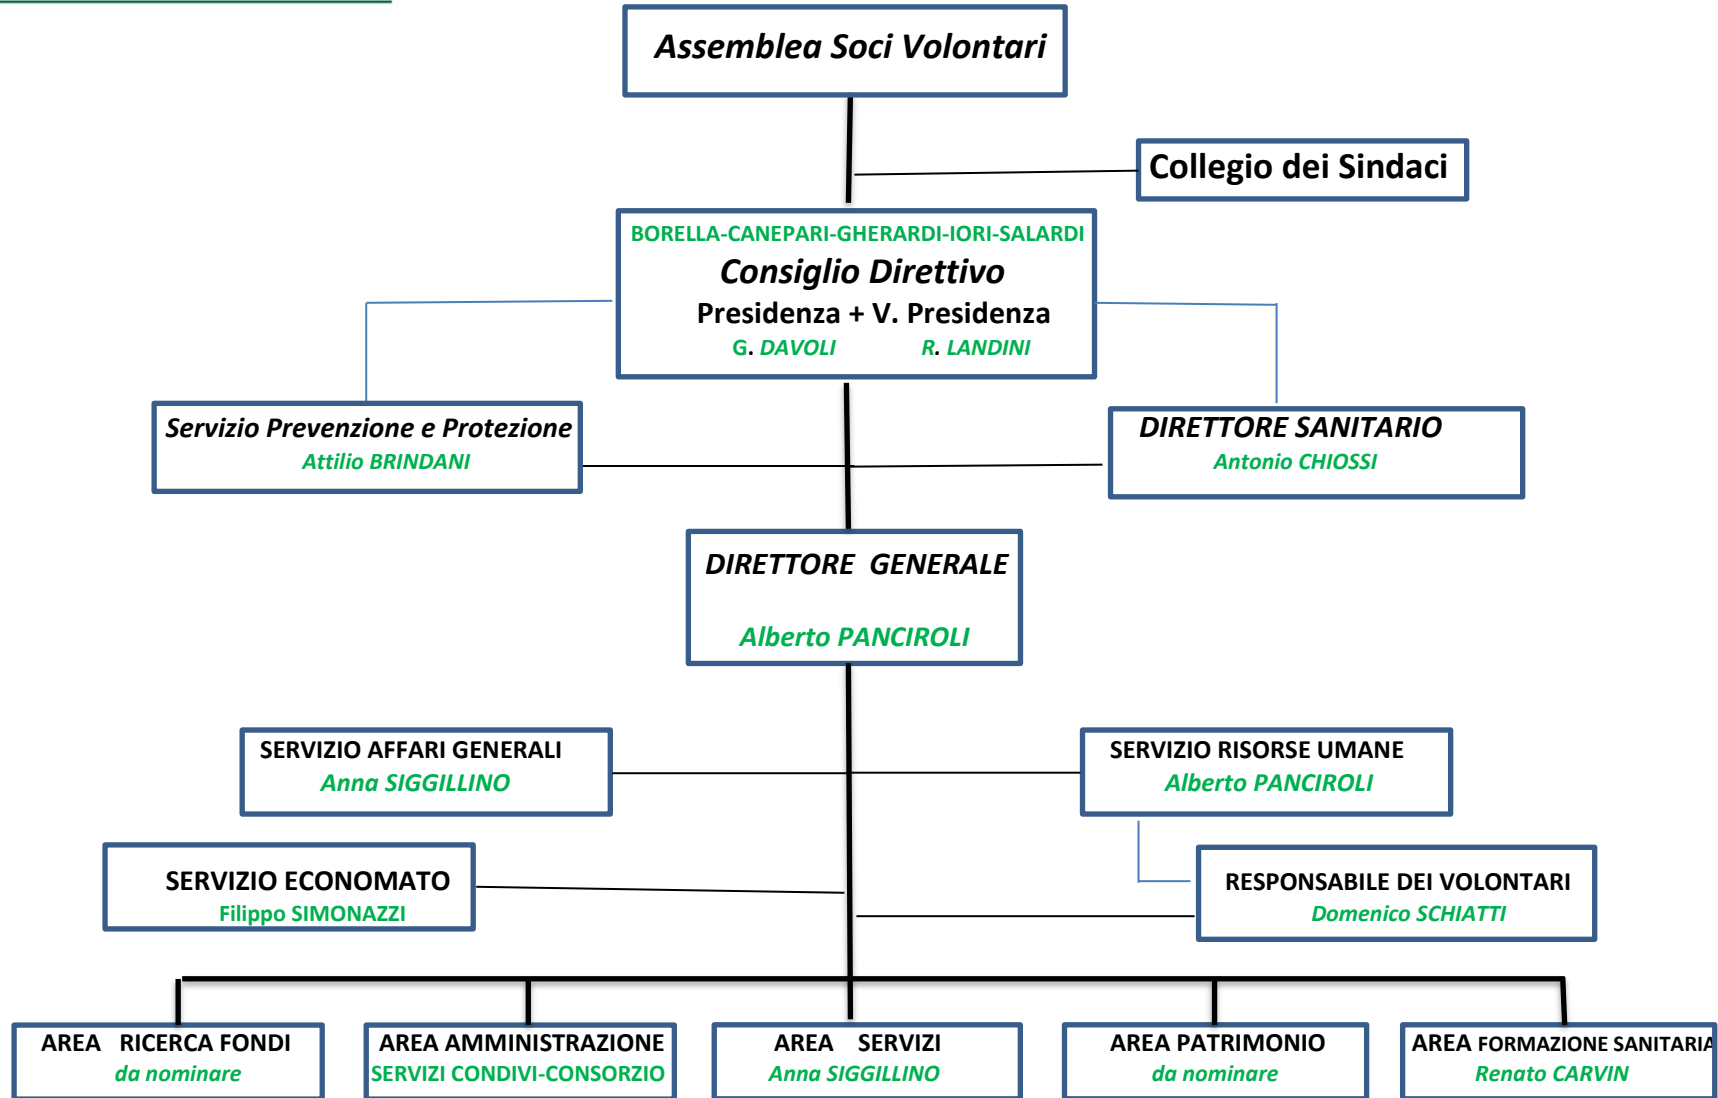 Assemblea Soci Volontari
Collegio dei Sindaci
BORELLA-CANEPARI-GHERARDI-IORI-SALARDI
Consiglio Direttivo
Presidenza + V. Presidenza
G. DAVOLI R. LANDINI
Servizio Prevenzione e Protezione
Attilio BRINDANI
DIRETTORE SANITARIO
Antonio CHIOSSI
DIRETTORE GENERALE
Alberto PANCIROLI
SERVIZIO AFFARI GENERALI
Anna SIGGILLINO
SERVIZIO RISORSE UMANE
Alberto PANCIROLI
SERVIZIO ECONOMATO
Filippo SIMONAZZI
RESPONSABILE DEI VOLONTARI
Domenico SCHIATTI
AREA RICERCA FONDI
da nominare
AREA AMMINISTRAZIONE
SERVIZI CONDIVI-CONSORZIO
AREA SERVIZI
Anna SIGGILLINO
AREA PATRIMONIO
da nominare
AREA FORMAZIONE SANITARIA
Renato CARVIN